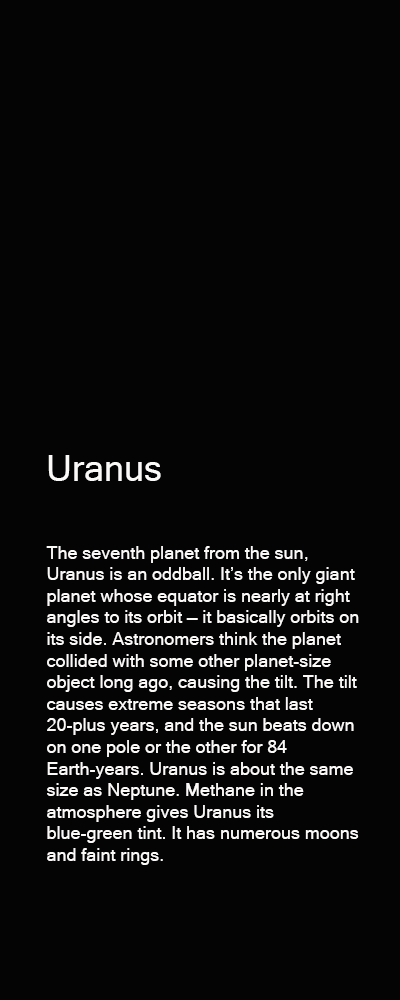 Uranus
The seventh planet from the sun,
Uranus is an oddball. It’s the only giant
planet whose equator is nearly at right
angles to its orbit — it basically orbits on
its side. Astronomers think the planet
collided with some other planet-size
object long ago, causing the tilt. The tilt
causes extreme seasons that last
20-plus years, and the sun beats down
on one pole or the other for 84
Earth-years. Uranus is about the same
size as Neptune. Methane in the
atmosphere gives Uranus its
blue-green tint. It has numerous moons
and faint rings.